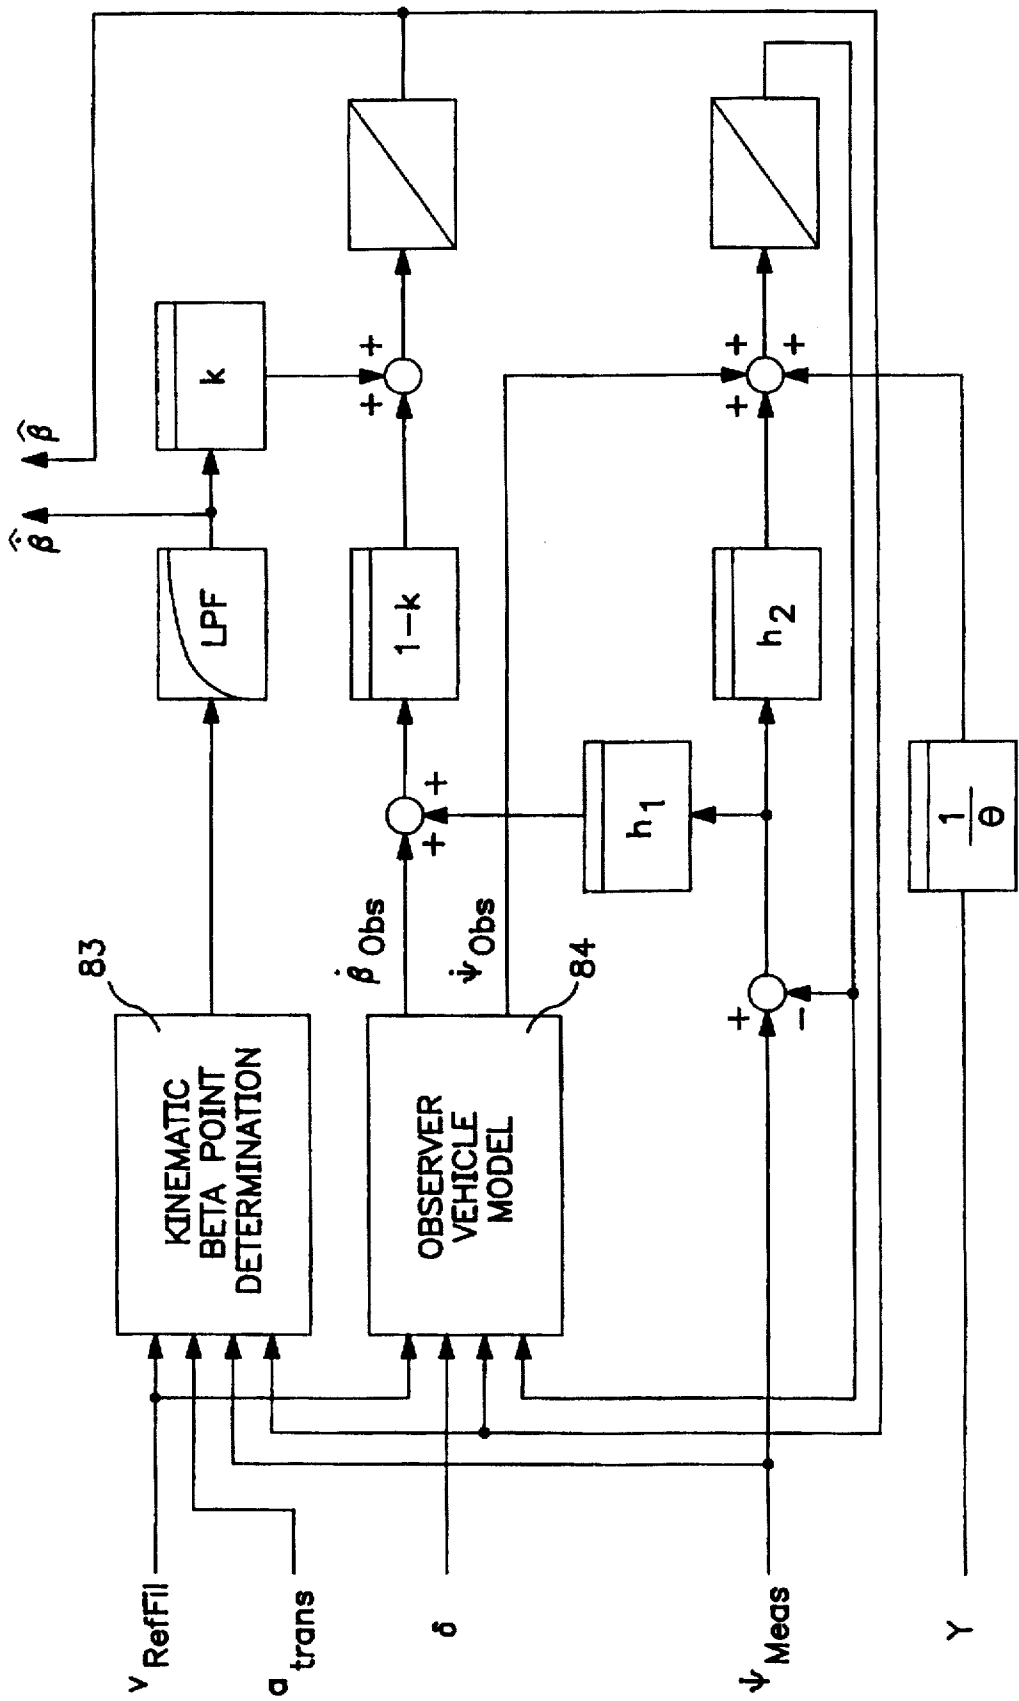 v RefFil
a trans
δ
ψ̇ Meas
Y
83
KINEMATIC
BETA POINT
DETERMINATION
84
OBSERVER
VEHICLE
MODEL
β̇ Obs
ψ̇ Obs
+
+
+
-
h1
1/θ
LPF
1-k
h2
β̇̂
β̂
k
+
+
+
+
+